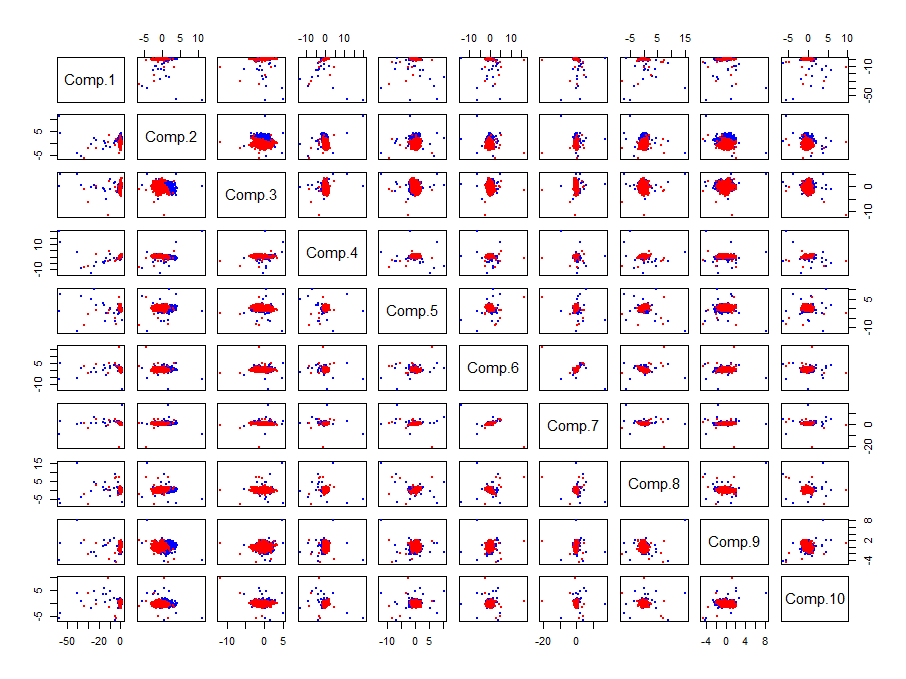 -5 0 5 10 -10 0 10 -10 0 10 -5 5 15 -5 0 5 10
Comp.1 -50 -10
-5 5 Comp.2
Comp.3 -10 0
-10 10 Comp.4
Comp.5 -10 5
-10 5 Comp.6
Comp.7 -20 0
-5 5 15 Comp.8
Comp.9 -4 2 8
-5 5 Comp.10
-50 -20 0 -10 0 5 -10 0 5 -20 0 -4 0 4 8